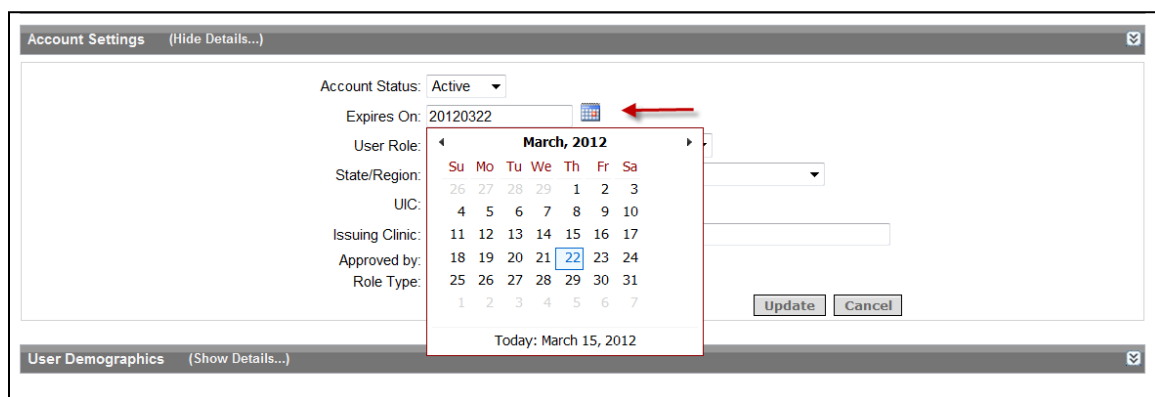 Account Settings (Hide Details...)
Account Status: Active
Expires On: 20120322
User Role:
State/Region:
UIC:
Issuing Clinic:
Approved by:
Role Type:
March, 2012
Su Mo Tu We Th Fr Sa
26 27 28 29 1 2 3
4 5 6 7 8 9 10
11 12 13 14 15 16 17
18 19 20 21 22 23 24
25 26 27 28 29 30 31
1 2 3 4 5 6 7
Today: March 15, 2012
Update Cancel
User Demographics (Show Details...)